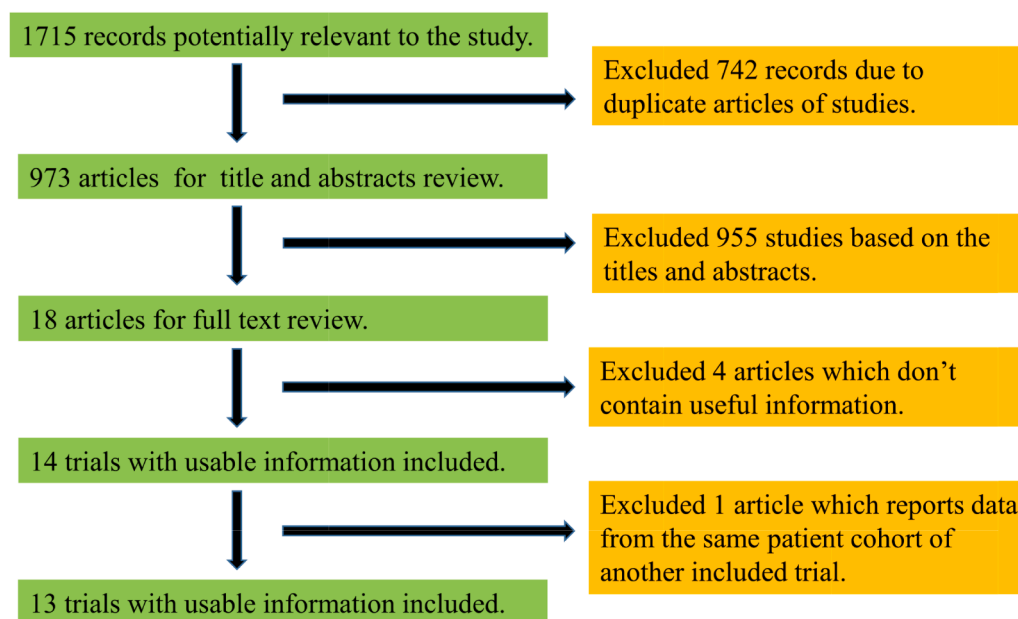 1715 records potentially relevant to the study.
Excluded 742 records due to
duplicate articles of studies.
973 articles for title and abstracts review.
Excluded 955 studies based on the
titles and abstracts.
18 articles for full text review.
Excluded 4 articles which don’t
contain useful information.
14 trials with usable information included.
Excluded 1 article which reports data
from the same patient cohort of
another included trial.
13 trials with usable information included.